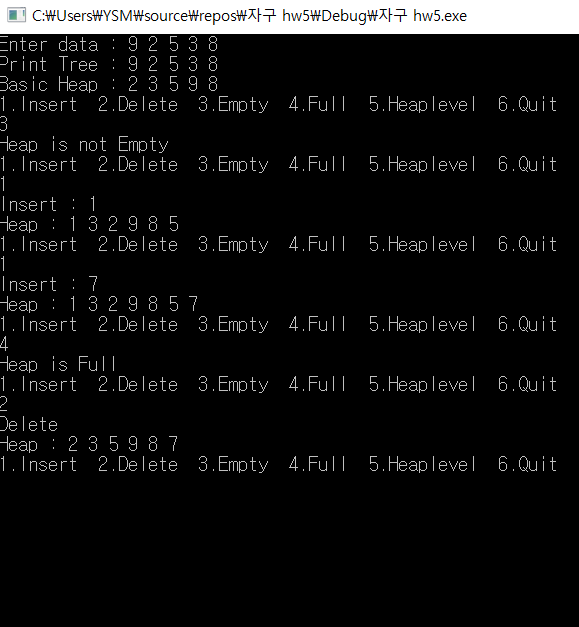 C:₩Users₩YSM₩source₩repos₩자구 hw5₩Debug₩자구 hw5.exe
Enter data : 9 2 5 3 8
Print Tree : 9 2 5 3 8
Basic Heap : 2 3 5 9 8
1.Insert  2.Delete  3.Empty  4.Full  5.Heaplevel  6.Quit
3
Heap is not Empty
1.Insert  2.Delete  3.Empty  4.Full  5.Heaplevel  6.Quit
1
Insert : 1
Heap : 1 3 2 9 8 5
1.Insert  2.Delete  3.Empty  4.Full  5.Heaplevel  6.Quit
1
Insert : 7
Heap : 1 3 2 9 8 5 7
1.Insert  2.Delete  3.Empty  4.Full  5.Heaplevel  6.Quit
4
Heap is Full
1.Insert  2.Delete  3.Empty  4.Full  5.Heaplevel  6.Quit
2
Delete
Heap : 2 3 5 9 8 7
1.Insert  2.Delete  3.Empty  4.Full  5.Heaplevel  6.Quit